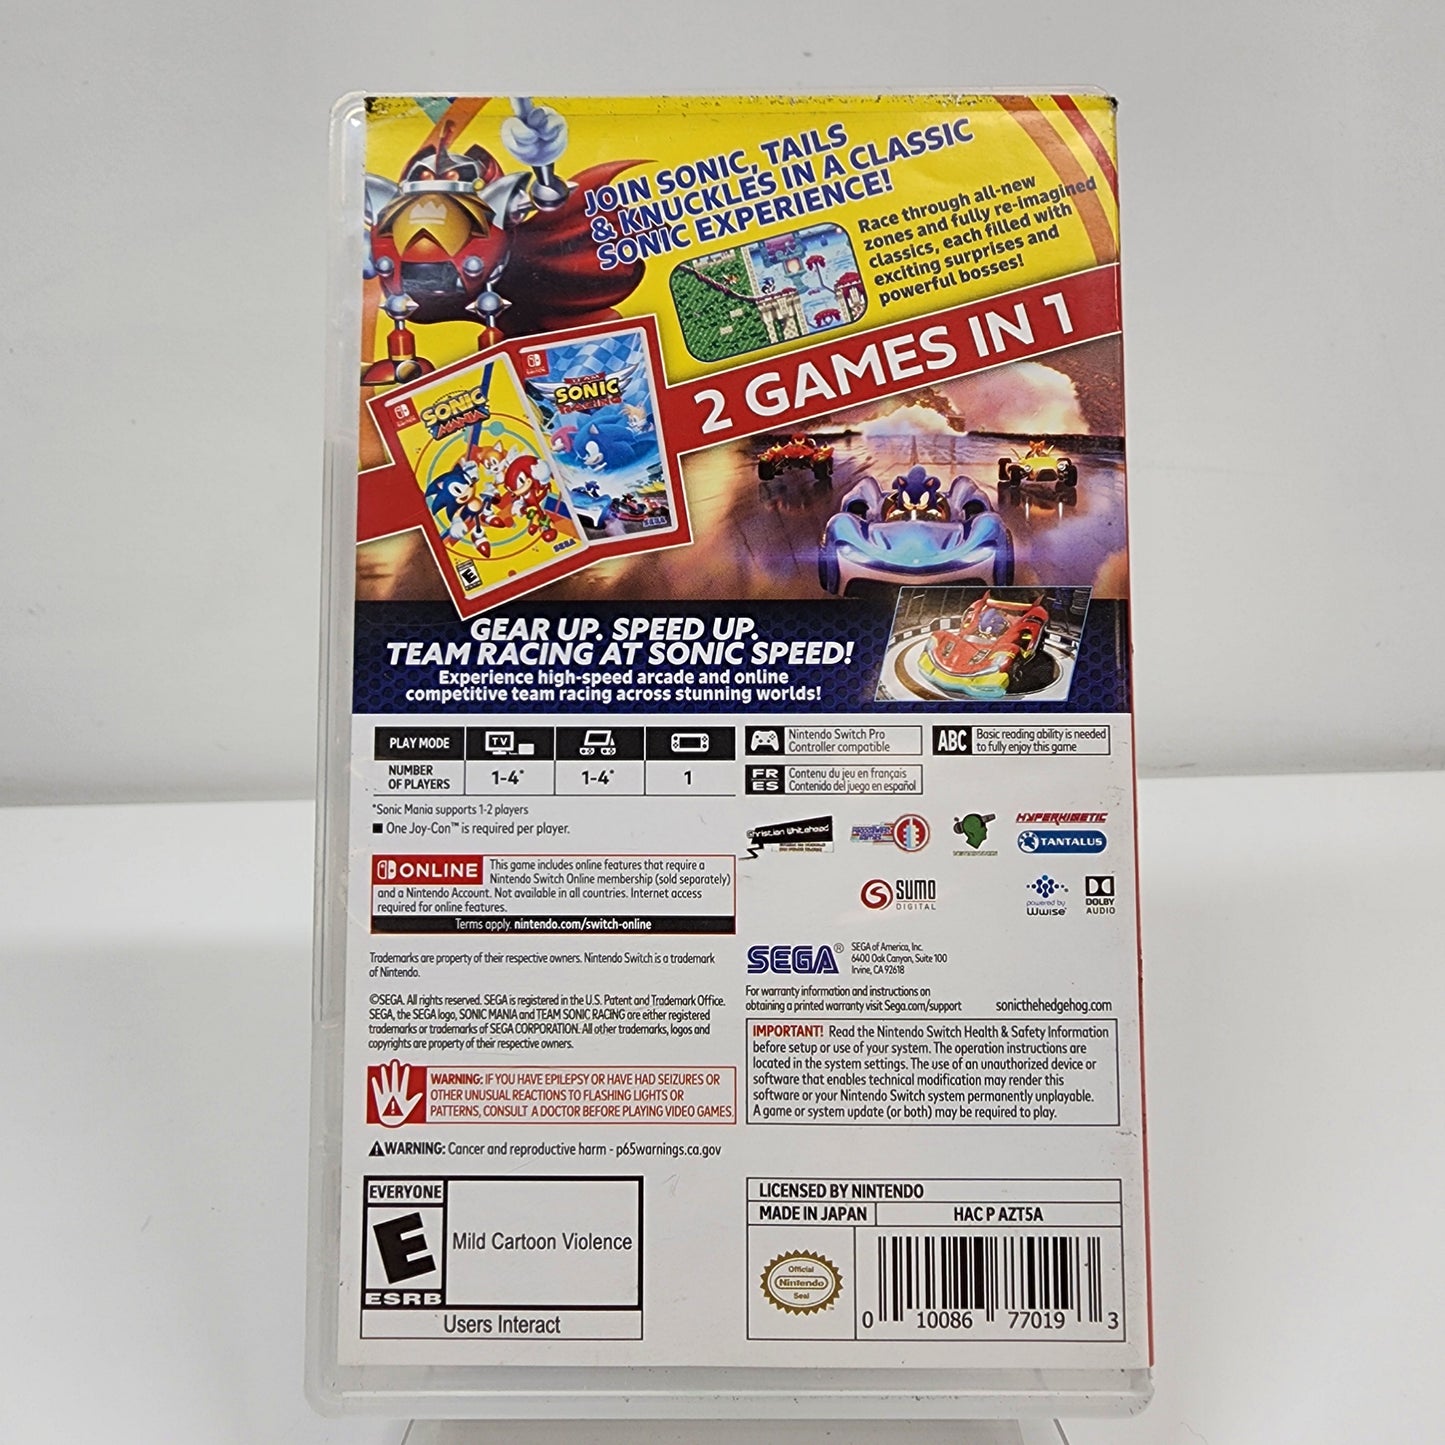 JOIN SONIC, TAILS
& KNUCKLES IN A CLASSIC
SONIC EXPERIENCE!
Race through all-new
zones and fully re-imagined
classics, each filled with
exciting surprises and
powerful bosses!
2 GAMES IN 1
SONIC
MANIA
SEGA
E
TEAM
SONIC
RACING
SEGA
GEAR UP. SPEED UP.
TEAM RACING AT SONIC SPEED!
Experience high-speed arcade and online
competitive team racing across stunning worlds!
PLAY MODE
TV
NUMBER
OF PLAYERS
1-4*
1-4*
1
*Sonic Mania supports 1-2 players
■ One Joy-Con™ is required per player.
Nintendo Switch Pro
Controller compatible
ABC
Basic reading ability is needed
to fully enjoy this game
FR
ES
Contenu du jeu en français
Contenido del juego en español
Christian Whitehead
HYPERKINETIC
TANTALUS
SUMO
DIGITAL
powered by
Wwise
DOLBY
AUDIO
ONLINE
This game includes online features that require a
Nintendo Switch Online membership (sold separately)
and a Nintendo Account. Not available in all countries. Internet access
required for online features.
Terms apply. nintendo.com/switch-online
Trademarks are property of their respective owners. Nintendo Switch is a trademark
of Nintendo.
©SEGA. All rights reserved. SEGA is registered in the U.S. Patent and Trademark Office.
SEGA, the SEGA logo, SONIC MANIA and TEAM SONIC RACING are either registered
trademarks or trademarks of SEGA CORPORATION. All other trademarks, logos and
copyrights are property of their respective owners.
SEGA®
SEGA of America, Inc.
6400 Oak Canyon, Suite 100
Irvine, CA 92618
For warranty information and instructions on
obtaining a printed warranty visit Sega.com/support
sonicthehedgehog.com
IMPORTANT! Read the Nintendo Switch Health & Safety Information
before setup or use of your system. The operation instructions are
located in the system settings. The use of an unauthorized device or
software that enables technical modification may render this
software or your Nintendo Switch system permanently unplayable.
A game or system update (or both) may be required to play.
WARNING: IF YOU HAVE EPILEPSY OR HAVE HAD SEIZURES OR
OTHER UNUSUAL REACTIONS TO FLASHING LIGHTS OR
PATTERNS, CONSULT A DOCTOR BEFORE PLAYING VIDEO GAMES.
WARNING: Cancer and reproductive harm - p65warnings.ca.gov
EVERYONE
E
ESRB
Mild Cartoon Violence
Users Interact
LICENSED BY NINTENDO
MADE IN JAPAN
HAC P AZT5A
Official
Nintendo
Seal
0 10086 77019 3